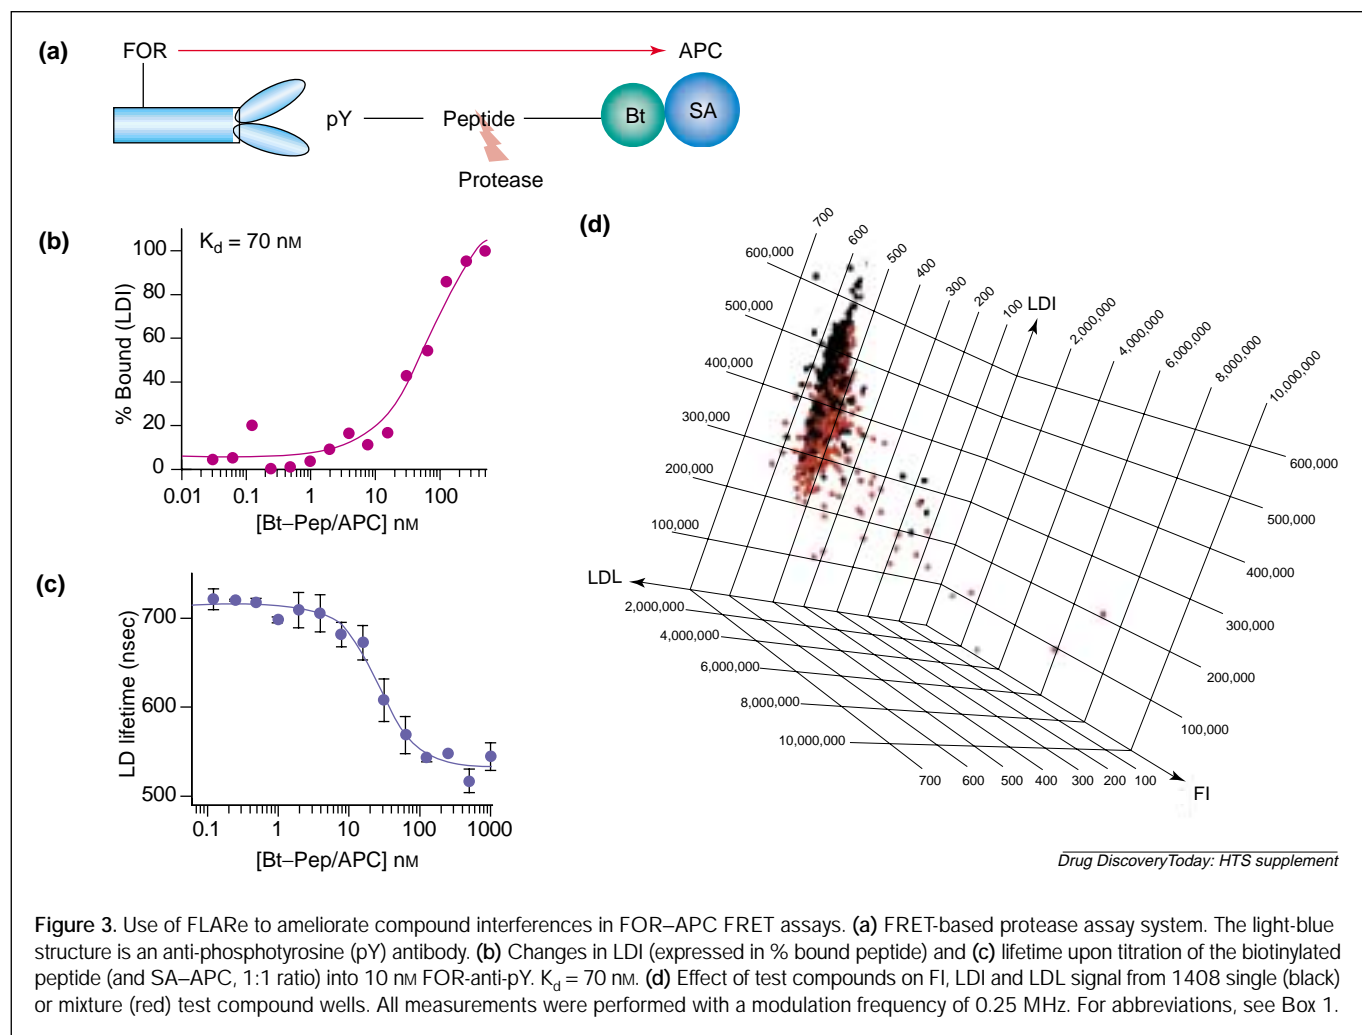 (a)
FOR
APC
pY
Peptide
Bt
SA
Protease
(b)
K_d = 70 nM
100
80
60
40
20
0
% Bound (LDI)
0.01
0.1
1
10
100
[Bt–Pep/APC] nM
(c)
700
600
500
LD lifetime (nsec)
0.1
1
10
100
1000
[Bt–Pep/APC] nM
(d)
700
600
500
400
300
200
100
LDI
2,000,000
4,000,000
6,000,000
8,000,000
10,000,000
600,000
500,000
400,000
300,000
200,000
100,000
600,000
500,000
400,000
300,000
200,000
100,000
LDL
2,000,000
4,000,000
6,000,000
8,000,000
10,000,000
700
600
500
400
300
200
100
FI
Drug Discovery Today: HTS supplement
Figure 3. Use of FLARe to ameliorate compound interferences in FOR–APC FRET assays. (a) FRET-based protease assay system. The light-blue
structure is an anti-phosphotyrosine (pY) antibody. (b) Changes in LDI (expressed in % bound peptide) and (c) lifetime upon titration of the biotinylated
peptide (and SA–APC, 1:1 ratio) into 10 nM FOR-anti-pY. K_d = 70 nM. (d) Effect of test compounds on FI, LDI and LDL signal from 1408 single (black)
or mixture (red) test compound wells. All measurements were performed with a modulation frequency of 0.25 MHz. For abbreviations, see Box 1.